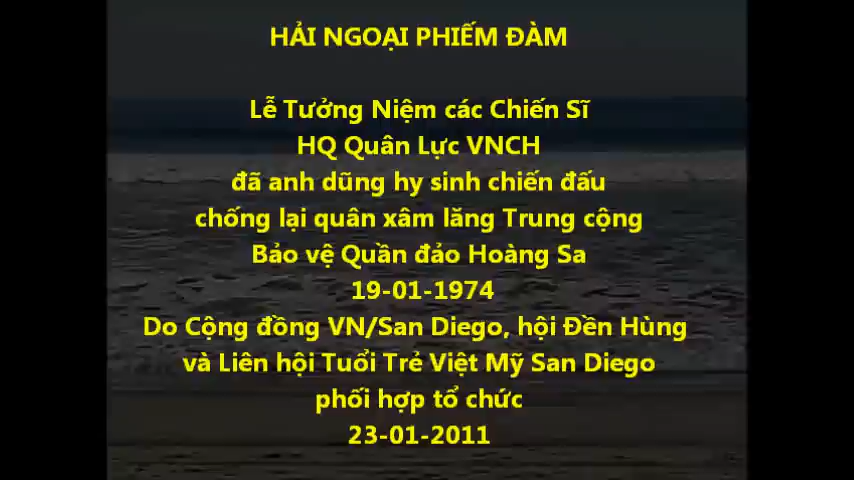 HẢI NGOẠI PHIẾM ĐÀM
Lễ Tưởng Niệm các Chiến Sĩ
HQ Quân Lực VNCH
đã anh dũng hy sinh chiến đấu
chống lại quân xâm lăng Trung cộng
Bảo vệ Quần đảo Hoàng Sa
19-01-1974
Do Cộng đồng VN/San Diego, hội Đền Hùng
và Liên hội Tuổi Trẻ Việt Mỹ San Diego
phối hợp tổ chức
23-01-2011